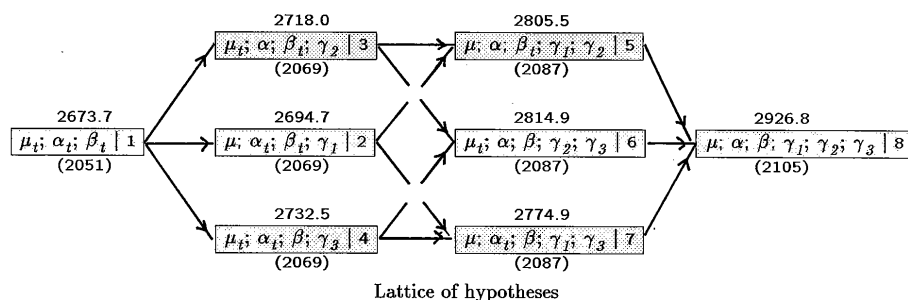 2718.0
μ_t; α; β_t; γ_2 | 3
(2069)
2805.5
μ; α; β_t; γ_1; γ_2 | 5
(2087)
2673.7
μ_t; α_t; β_t | 1
(2051)
2694.7
μ; α_t; β_t; γ_1 | 2
(2069)
2814.9
μ_t; α; β; γ_2; γ_3 | 6
(2087)
2926.8
μ; α; β; γ_1; γ_2; γ_3 | 8
(2105)
2732.5
μ_t; α_t; β; γ_3 | 4
(2069)
2774.9
μ; α_t; β; γ_1; γ_3 | 7
(2087)
Lattice of hypotheses